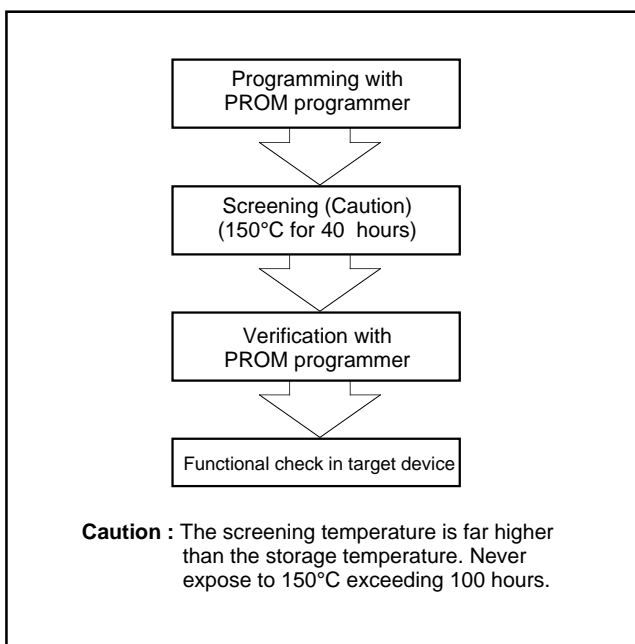 Programming with
PROM programmer
Screening (Caution)
(150°C for 40 hours)
Verification with
PROM programmer
Functional check in target device
Caution : The screening temperature is far higher
than the storage temperature. Never
expose to 150°C exceeding 100 hours.